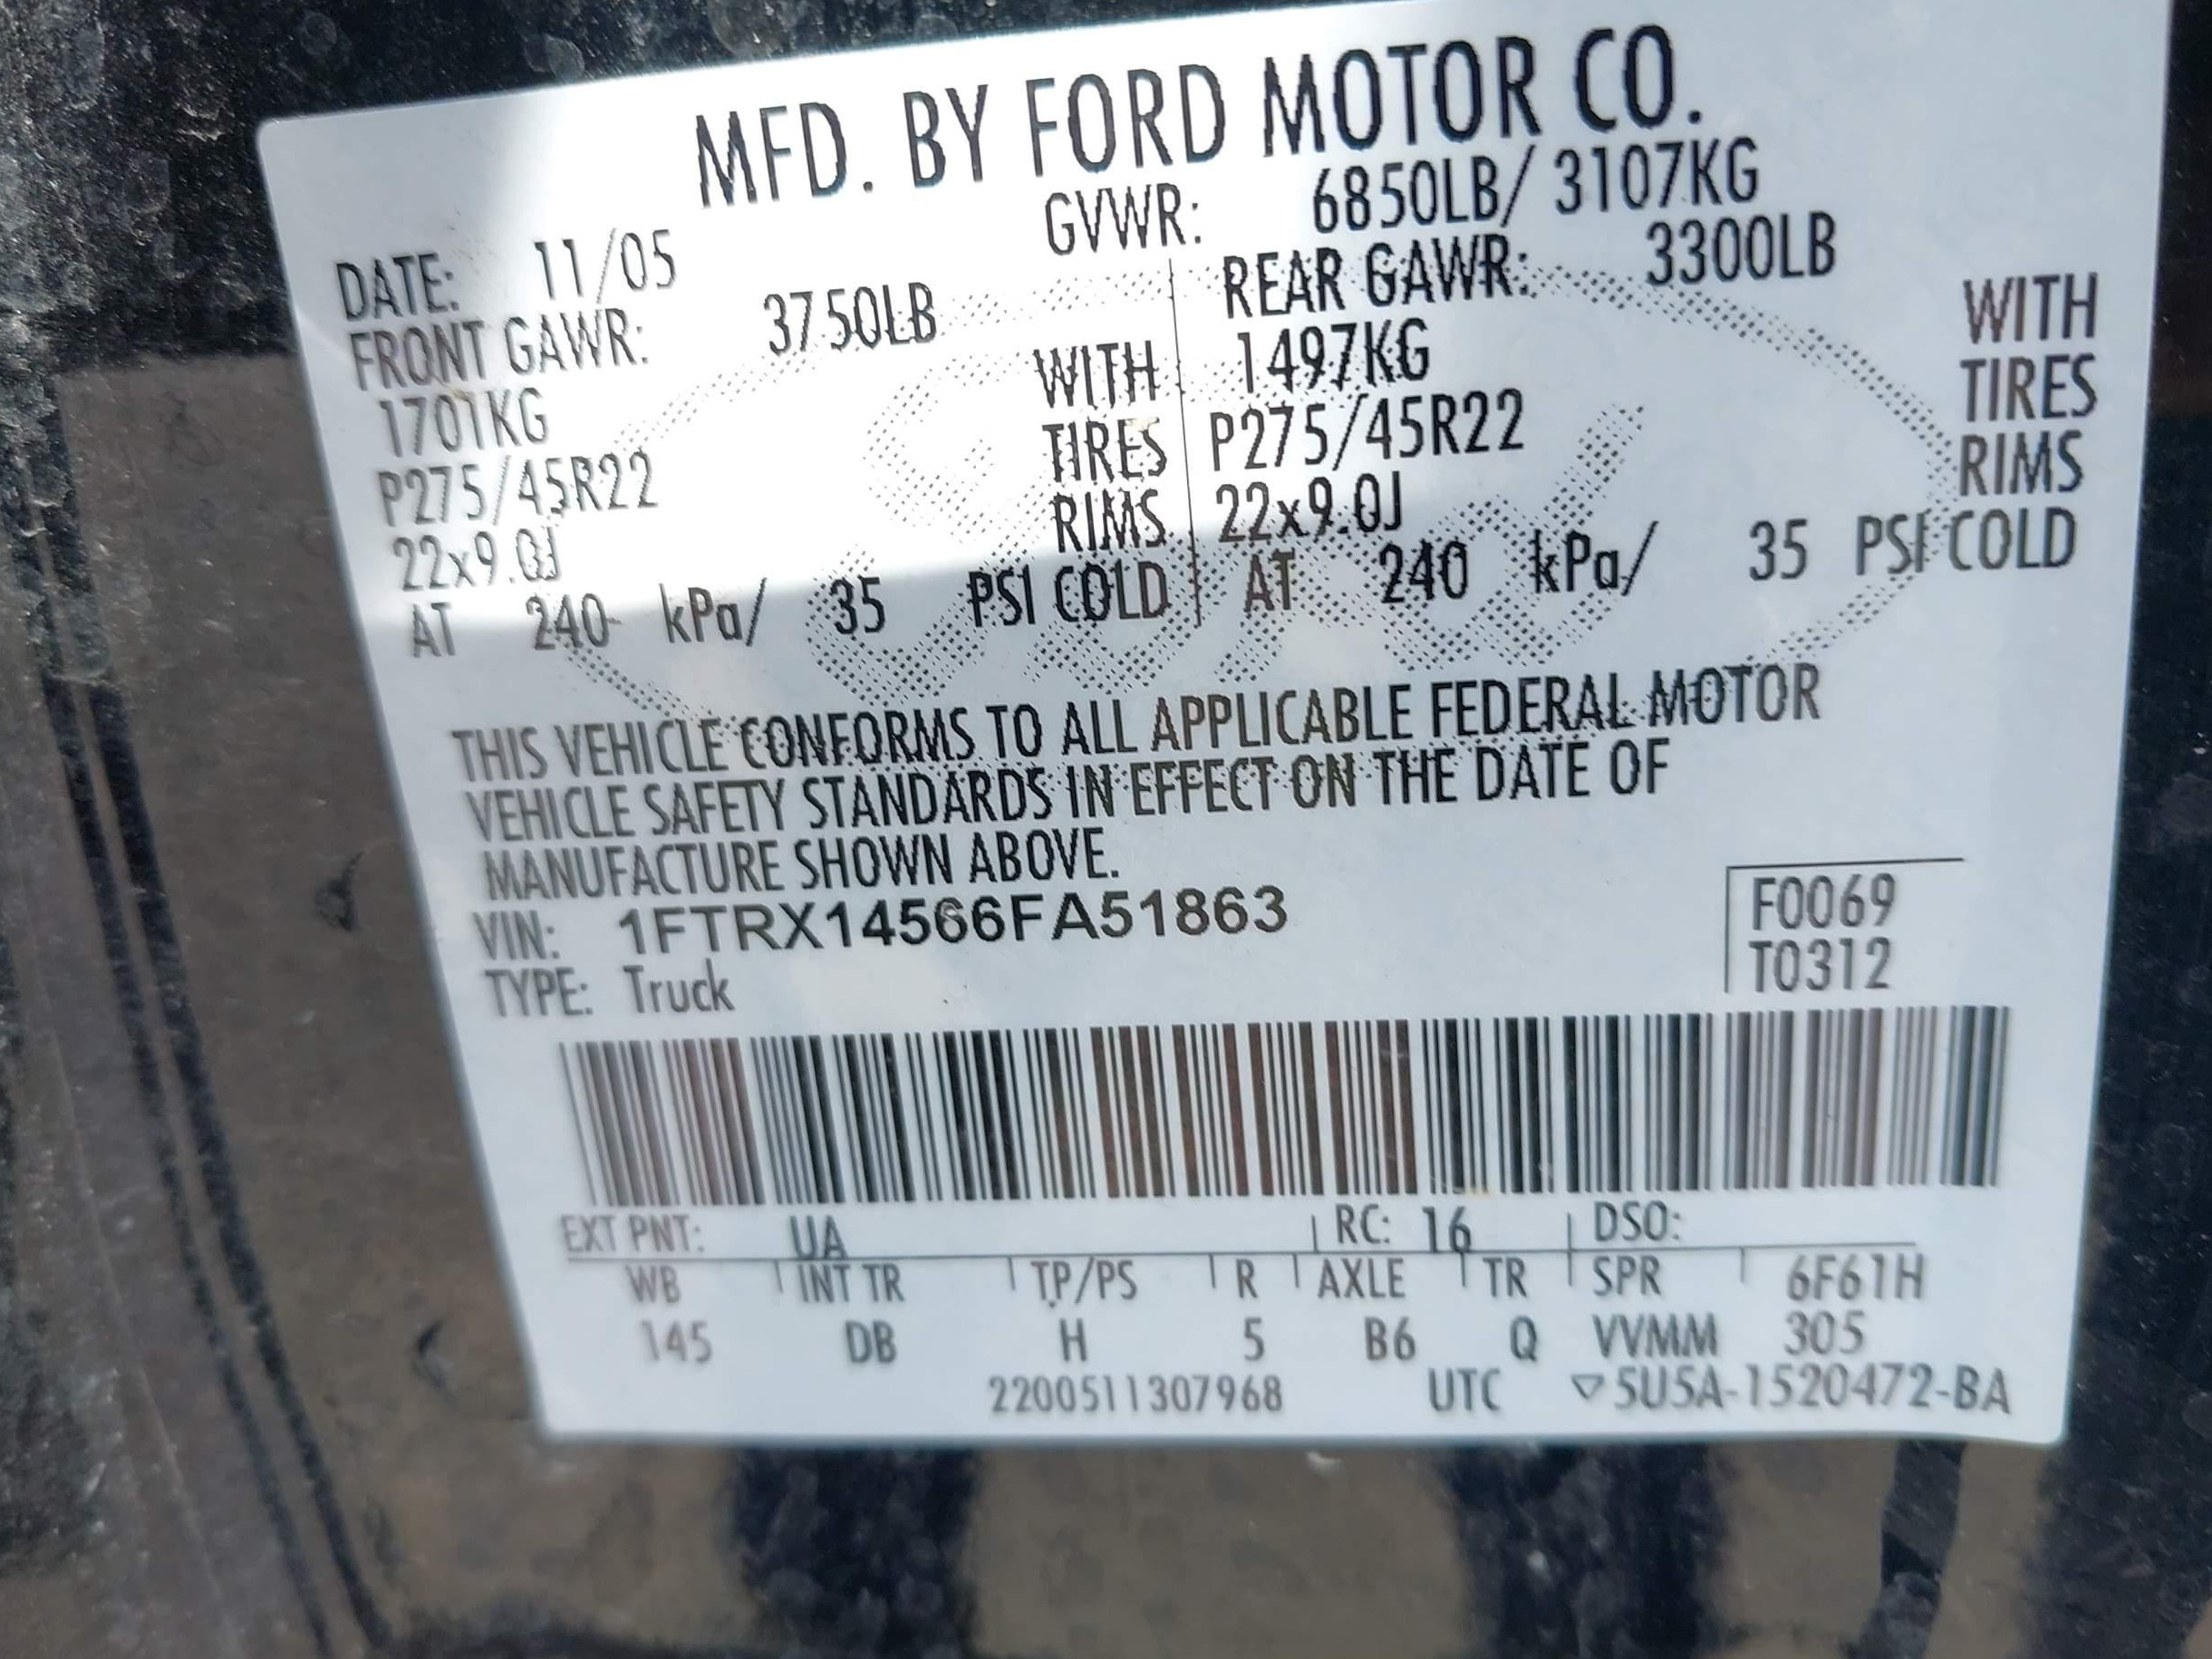 MFD. BY FORD MOTOR CO.
DATE: 11/05 GVWR: 6850LB/ 3107KG
FRONT GAWR: 3750LB REAR GAWR: 3300LB
1701KG WITH 1497KG WITH
P275/45R22 TIRES P275/45R22 TIRES
22x9.0J RIMS 22x9.0J RIMS
AT 240 kPa/ 35 PSI COLD AT 240 kPa/ 35 PSI COLD
THIS VEHICLE CONFORMS TO ALL APPLICABLE FEDERAL MOTOR
VEHICLE SAFETY STANDARDS IN EFFECT ON THE DATE OF
MANUFACTURE SHOWN ABOVE.
VIN: 1FTRX14566FA51863 F0069
TYPE: Truck T0312
EXT PNT: UA RC: 16 DSO:
WB INT TR TP/PS R AXLE TR SPR 6F61H
145 DB H 5 B6 Q VVMM 305
2200511307968 UTC ▽5U5A-1520472-BA